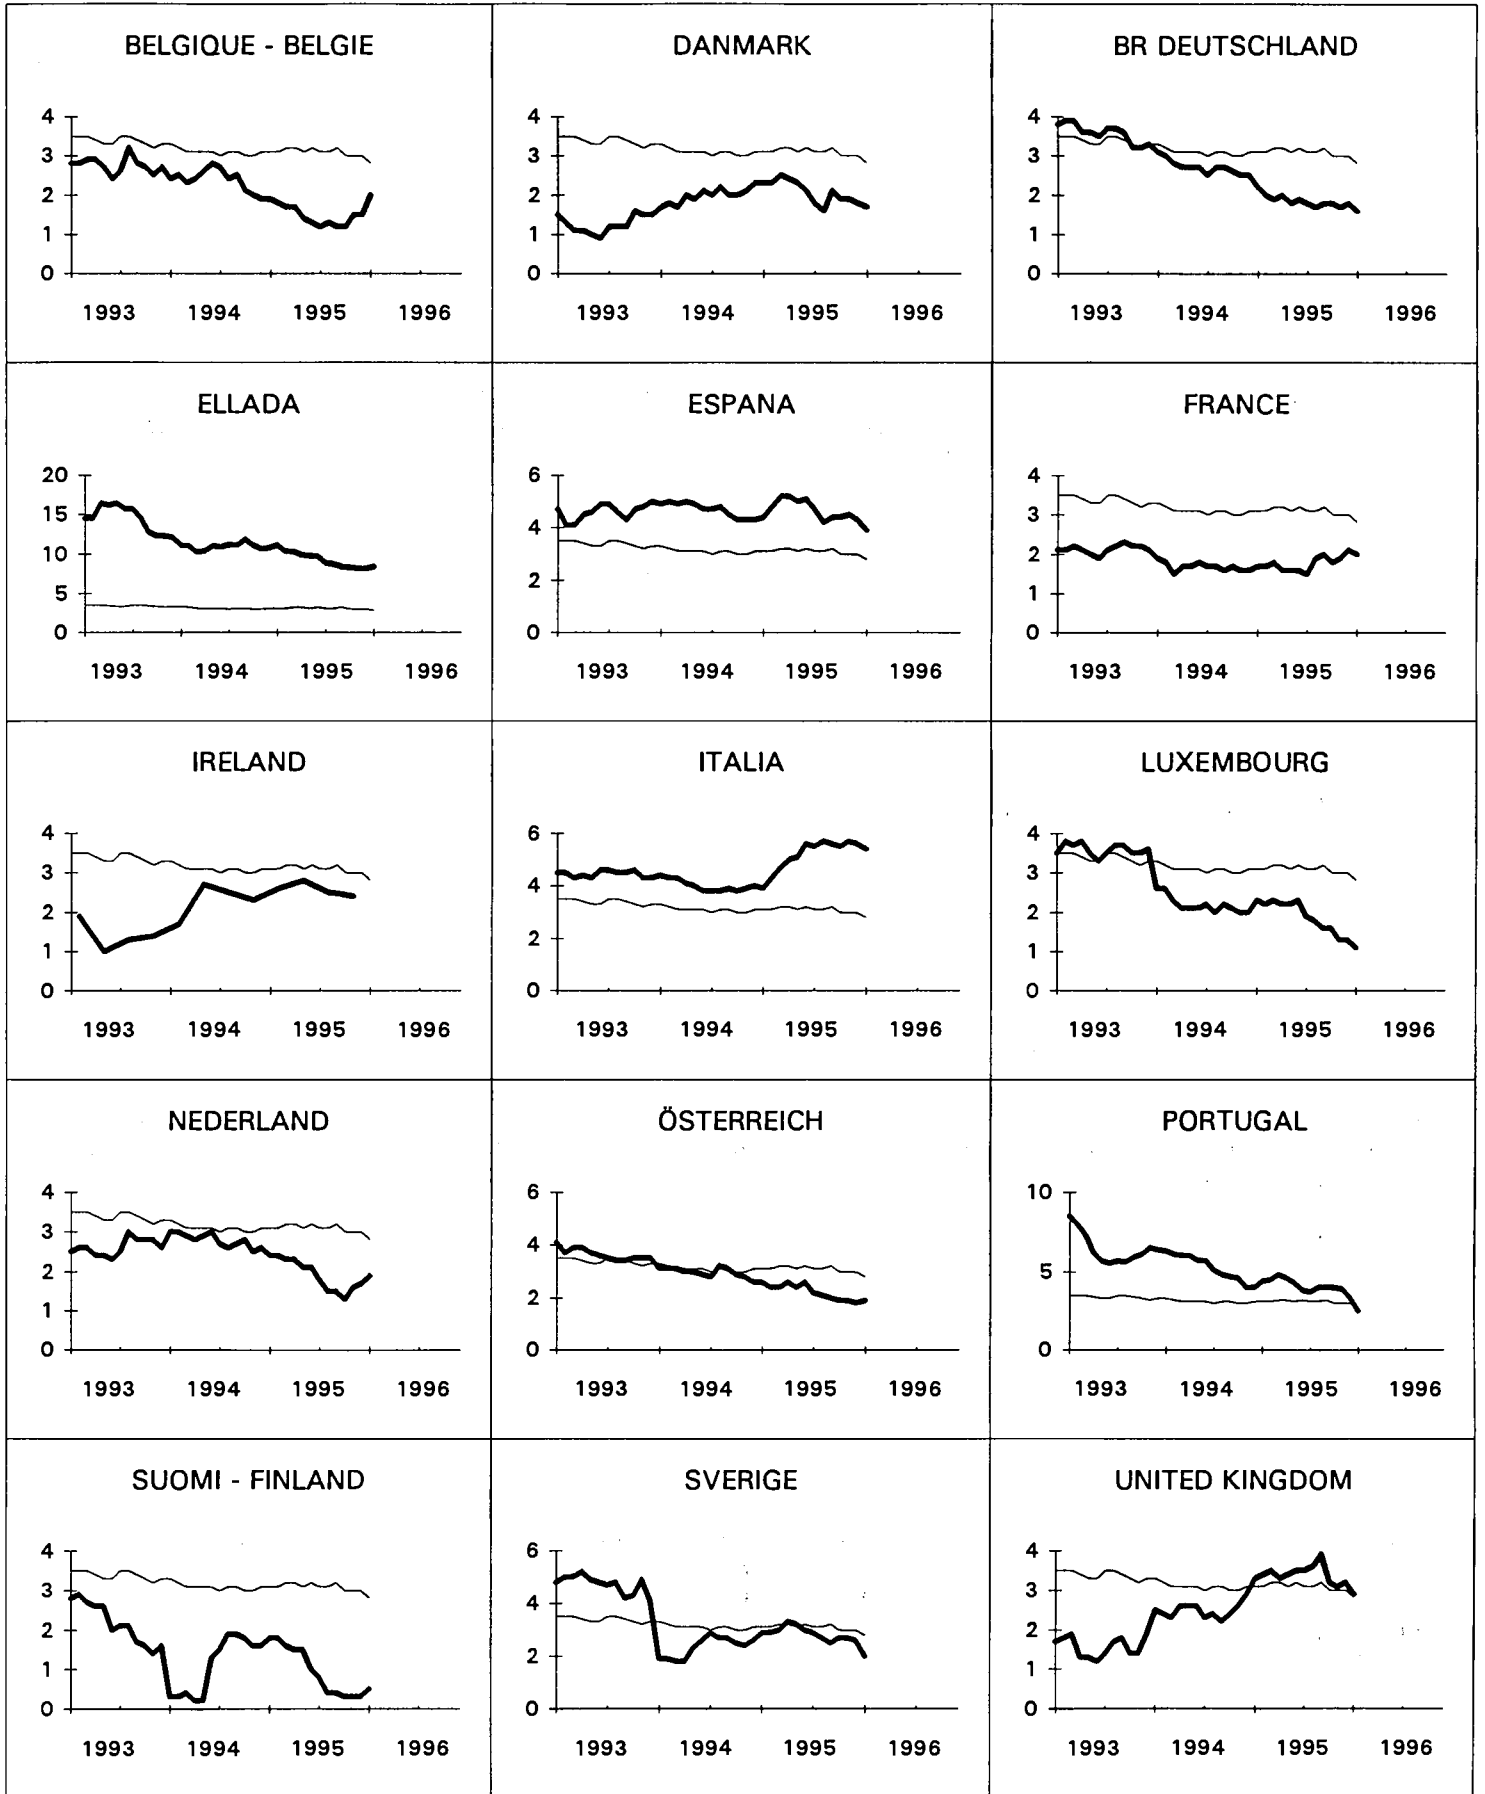 BELGIQUE - BELGIE
4
3
2
1
0
1993 1994 1995 1996
DANMARK
4
3
2
1
0
1993 1994 1995 1996
BR DEUTSCHLAND
4
3
2
1
0
1993 1994 1995 1996
ELLADA
20
15
10
5
0
1993 1994 1995 1996
ESPANA
6
4
2
0
1993 1994 1995 1996
FRANCE
4
3
2
1
0
1993 1994 1995 1996
IRELAND
4
3
2
1
0
1993 1994 1995 1996
ITALIA
6
4
2
0
1993 1994 1995 1996
LUXEMBOURG
4
3
2
1
0
1993 1994 1995 1996
NEDERLAND
4
3
2
1
0
1993 1994 1995 1996
ÖSTERREICH
6
4
2
0
1993 1994 1995 1996
PORTUGAL
10
5
0
1993 1994 1995 1996
SUOMI - FINLAND
4
3
2
1
0
1993 1994 1995 1996
SVERIGE
6
4
2
0
1993 1994 1995 1996
UNITED KINGDOM
4
3
2
1
0
1993 1994 1995 1996